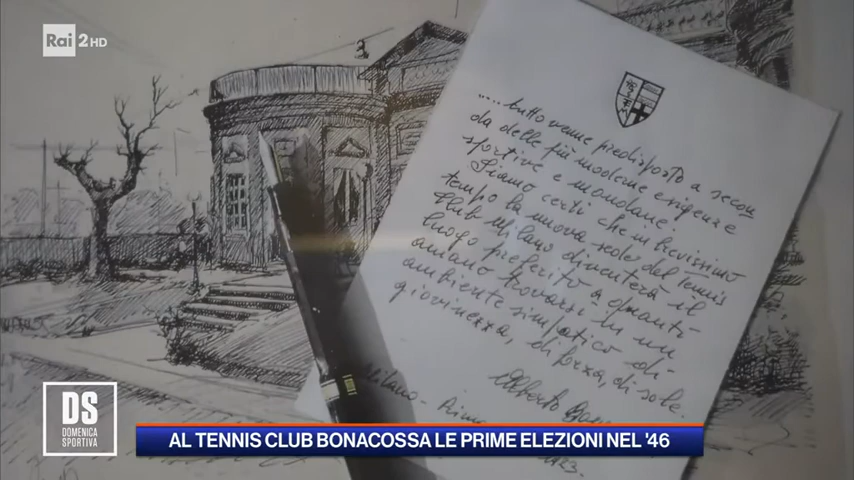 Rai 2 HD
..... tutto venne predisposto a secon
da delle più moderne esigenze
sportive e mondane.
Siamo certi che in brevissimo
tempo la nuova sede del Tennis
Club Milano diventerà il
luogo preferito a quanti
amano trovarsi in un
ambiente simpatico di
giovinezza, di forza, di sole.
Alberto
Milano -
1923.
DS
DOMENICA
SPORTIVA
AL TENNIS CLUB BONACOSSA LE PRIME ELEZIONI NEL '46